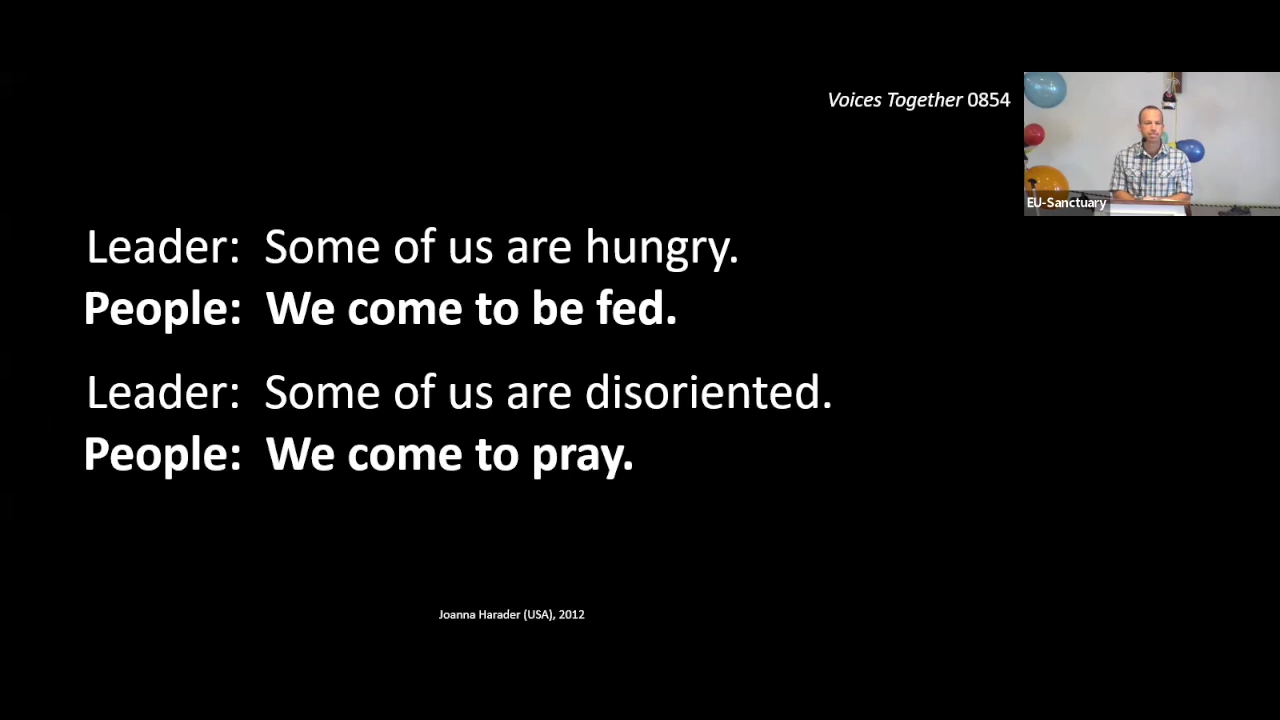 Voices Together 0854
EU-Sanctuary
Leader: Some of us are hungry.
People: We come to be fed.
Leader: Some of us are disoriented.
People: We come to pray.
Joanna Harader (USA), 2012